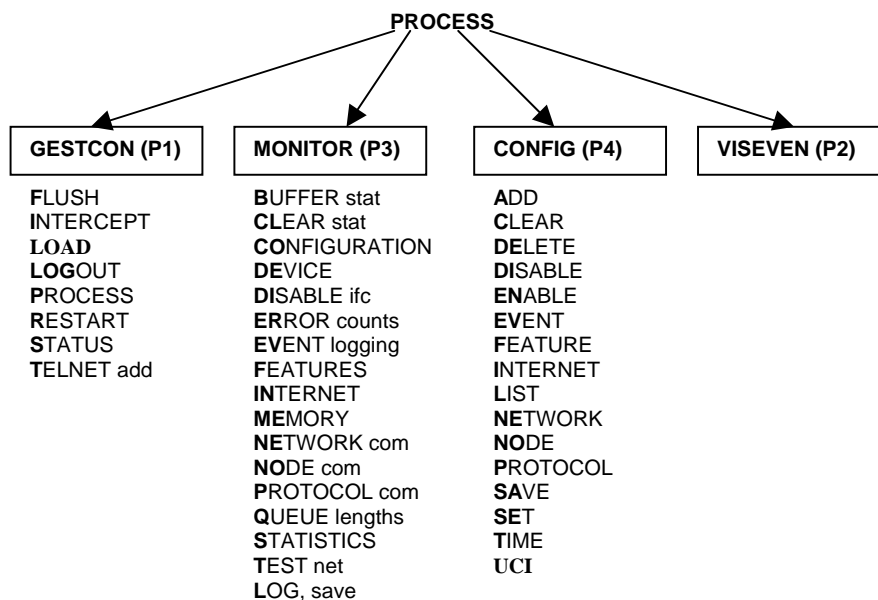 PROCESS
GESTCON (P1)
FLUSH
INTERCEPT
LOAD
LOGOUT
PROCESS
RESTART
STATUS
TELNET add
MONITOR (P3)
BUFFER stat
CLEAR stat
CONFIGURATION
DEVICE
DISABLE ifc
ERROR counts
EVENT logging
FEATURES
INTERNET
MEMORY
NETWORK com
NODE com
PROTOCOL com
QUEUE lengths
STATISTICS
TEST net
LOG, save
CONFIG (P4)
ADD
CLEAR
DELETE
DISABLE
ENABLE
EVENT
FEATURE
INTERNET
LIST
NETWORK
NODE
PROTOCOL
SAVE
SET
TIME
UCI
VISEVEN (P2)